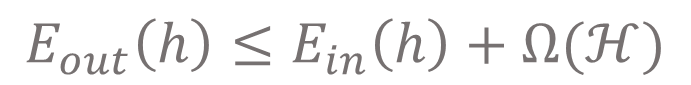 E_out(h) ≤ E_in(h) + Ω(ℋ)